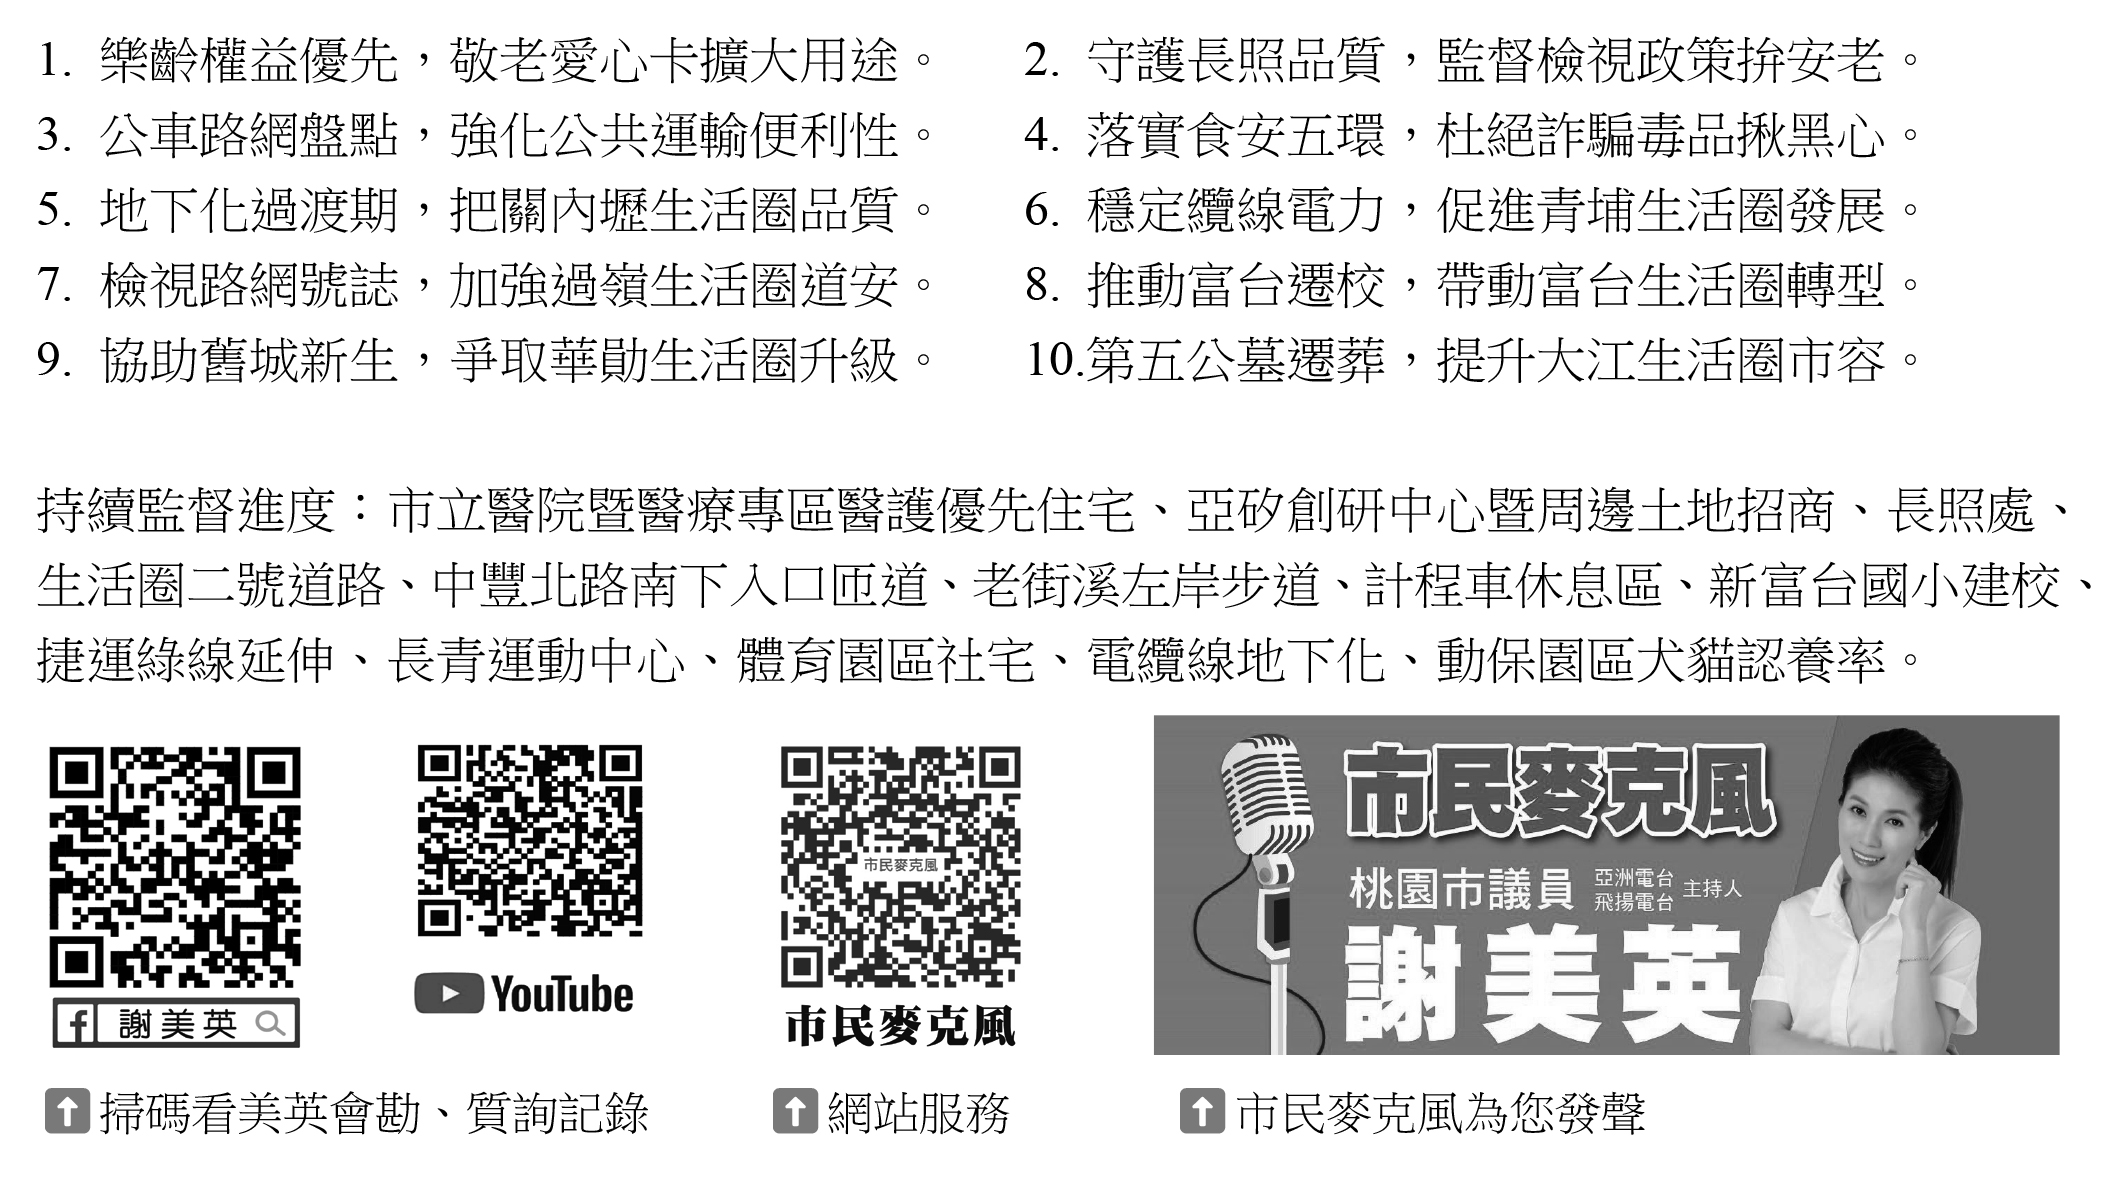 1. 樂齡權益優先，敬老愛心卡擴大用途。
2. 守護長照品質，監督檢視政策拚安老。
3. 公車路網盤點，強化公共運輸便利性。
4. 落實食安五環，杜絕詐騙毒品揪黑心。
5. 地下化過渡期，把關內壢生活圈品質。
6. 穩定纜線電力，促進青埔生活圈發展。
7. 檢視路網號誌，加強過嶺生活圈道安。
8. 推動富台遷校，帶動富台生活圈轉型。
9. 協助舊城新生，爭取華勛生活圈升級。
10.第五公墓遷葬，提升大江生活圈市容。
持續監督進度：市立醫院暨醫療專區醫護優先住宅、亞矽創研中心暨周邊土地招商、長照處、
生活圈二號道路、中豐北路南下入口匝道、老街溪左岸步道、計程車休息區、新富台國小建校、
捷運綠線延伸、長青運動中心、體育園區社宅、電纜線地下化、動保園區犬貓認養率。
f 謝美英
YouTube
市民麥克風
市民麥克風
市民麥克風
桃園市議員 亞洲電台 飛揚電台 主持人
謝美英
掃碼看美英會勘、質詢記錄
網站服務
市民麥克風為您發聲